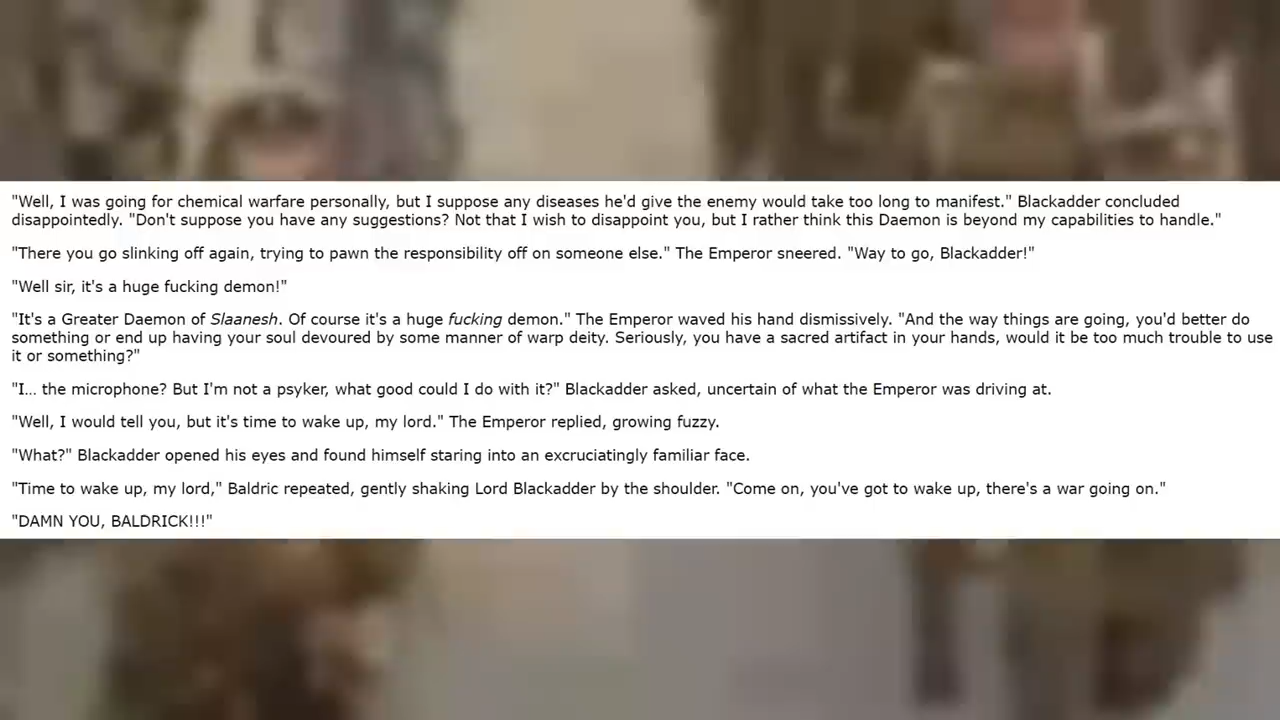 "Well, I was going for chemical warfare personally, but I suppose any diseases he'd give the enemy would take too long to manifest." Blackadder concluded
disappointedly. "Don't suppose you have any suggestions? Not that I wish to disappoint you, but I rather think this Daemon is beyond my capabilities to handle."
"There you go slinking off again, trying to pawn the responsibility off on someone else." The Emperor sneered. "Way to go, Blackadder!"
"Well sir, it's a huge fucking demon!"
"It's a Greater Daemon of Slaanesh. Of course it's a huge fucking demon." The Emperor waved his hand dismissively. "And the way things are going, you'd better do
something or end up having your soul devoured by some manner of warp deity. Seriously, you have a sacred artifact in your hands, would it be too much trouble to use
it or something?"
"I... the microphone? But I'm not a psyker, what good could I do with it?" Blackadder asked, uncertain of what the Emperor was driving at.
"Well, I would tell you, but it's time to wake up, my lord." The Emperor replied, growing fuzzy.
"What?" Blackadder opened his eyes and found himself staring into an excruciatingly familiar face.
"Time to wake up, my lord," Baldric repeated, gently shaking Lord Blackadder by the shoulder. "Come on, you've got to wake up, there's a war going on."
"DAMN YOU, BALDRICK!!!"